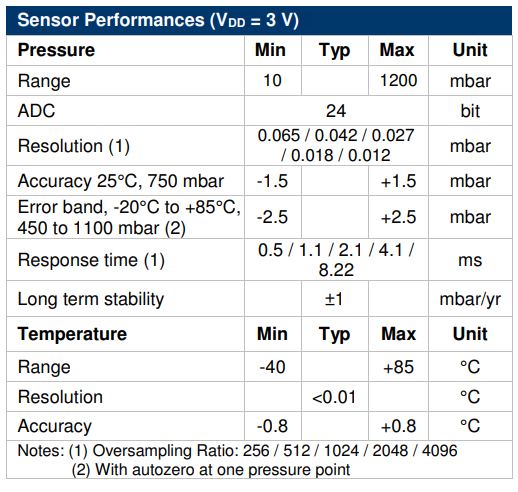 Sensor Performances (VDD = 3 V)
Pressure Min Typ Max Unit
Range 10 1200 mbar
ADC 24 bit
Resolution (1) 0.065 / 0.042 / 0.027
/ 0.018 / 0.012 mbar
Accuracy 25°C, 750 mbar -1.5 +1.5 mbar
Error band, -20°C to +85°C,
450 to 1100 mbar (2) -2.5 +2.5 mbar
Response time (1) 0.5 / 1.1 / 2.1 / 4.1 /
8.22 ms
Long term stability ±1 mbar/yr
Temperature Min Typ Max Unit
Range -40 +85 °C
Resolution <0.01 °C
Accuracy -0.8 +0.8 °C
Notes: (1) Oversampling Ratio: 256 / 512 / 1024 / 2048 / 4096
(2) With autozero at one pressure point